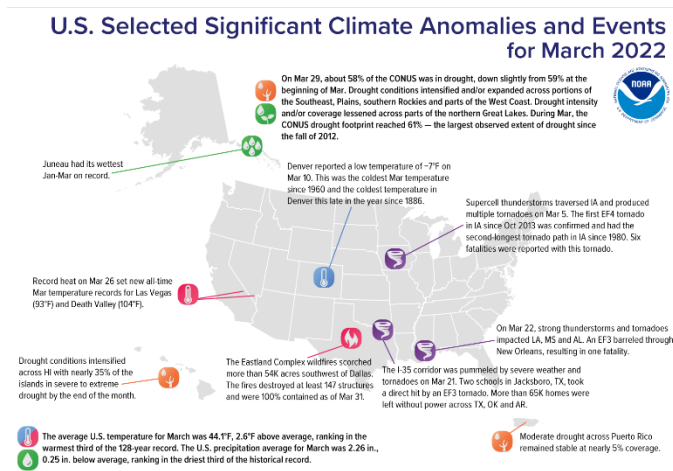 U.S. Selected Significant Climate Anomalies and Events
for March 2022
On Mar 29, about 58% of the CONUS was in drought, down slightly from 59% at the
beginning of Mar. Drought conditions intensified and/or expanded across portions of
the Southeast, Plains, southern Rockies and parts of the West Coast. Drought intensity
and/or coverage lessened across parts of the northern Great Lakes. During Mar, the
CONUS drought footprint reached 61% — the largest observed extent of drought since
the fall of 2012.
NOAA
Juneau had its wettest
Jan-Mar on record.
Denver reported a low temperature of -7°F on
Mar 10. This was the coldest Mar temperature
since 1960 and the coldest temperature in
Denver this late in the year since 1886.
Supercell thunderstorms traversed IA and produced
multiple tornadoes on Mar 5. The first EF4 tornado
in IA since Oct 2013 was confirmed and had the
second-longest tornado path in IA since 1980. Six
fatalities were reported with this tornado.
Record heat on Mar 26 set new all-time
Mar temperature records for Las Vegas
(93°F) and Death Valley (104°F).
On Mar 22, strong thunderstorms and tornadoes
impacted LA, MS and AL. An EF3 barreled through
New Orleans, resulting in one fatality.
Drought conditions intensified
across HI with nearly 35% of the
islands in severe to extreme
drought by the end of the month.
The Eastland Complex wildfires scorched
more than 54K acres southwest of Dallas.
The fires destroyed at least 147 structures
and were 100% contained as of Mar 31.
The I-35 corridor was pummeled by severe weather and
tornadoes on Mar 21. Two schools in Jacksboro, TX, took
a direct hit by an EF3 tornado. More than 65K homes were
left without power across TX, OK and AR.
The average U.S. temperature for March was 44.1°F, 2.6°F above average, ranking in the
warmest third of the 128-year record. The U.S. precipitation average for March was 2.26 in.,
0.25 in. below average, ranking in the driest third of the historical record.
Moderate drought across Puerto Rico
remained stable at nearly 5% coverage.